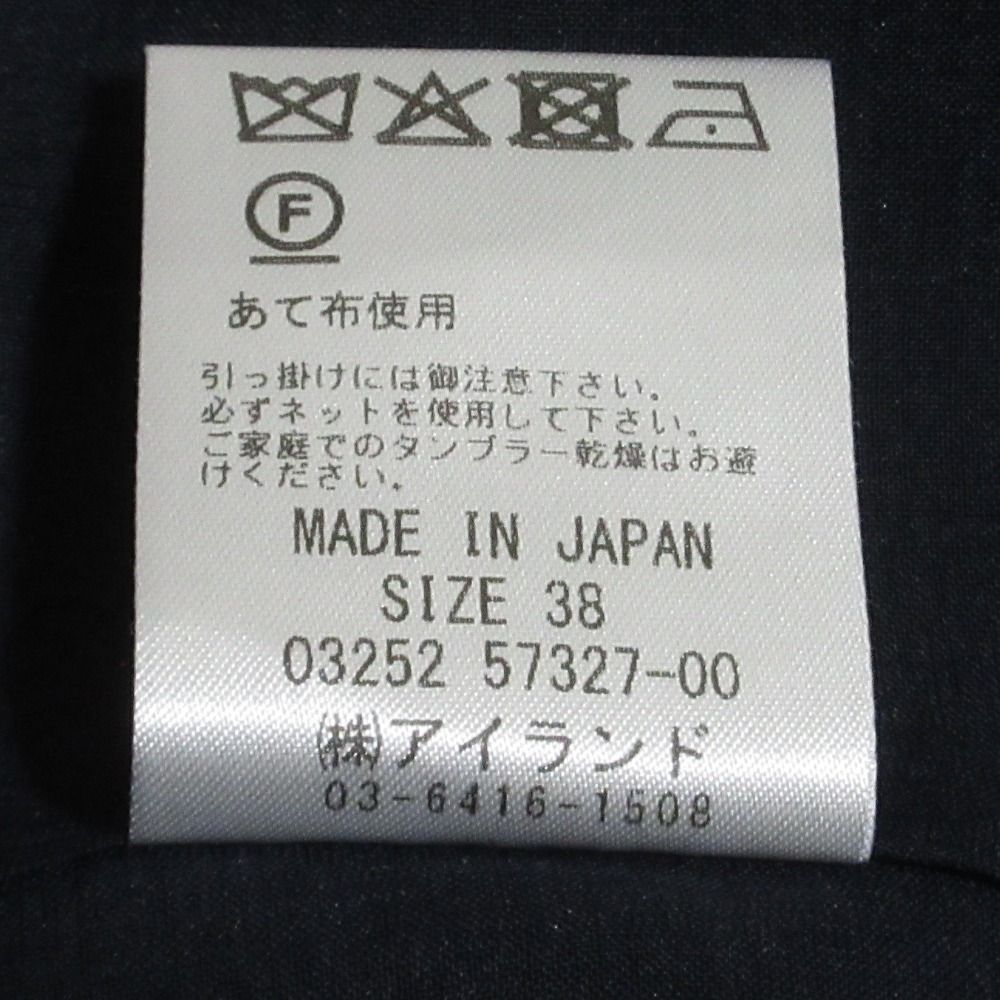 F
あて布使用
引っ掛けには御注意下さい。
必ずネットを使用して下さい。
ご家庭でのタンブラー乾燥はお避
けください。
MADE IN JAPAN
SIZE 38
03252 57327-00
㈱アイランド
03-6416-1508